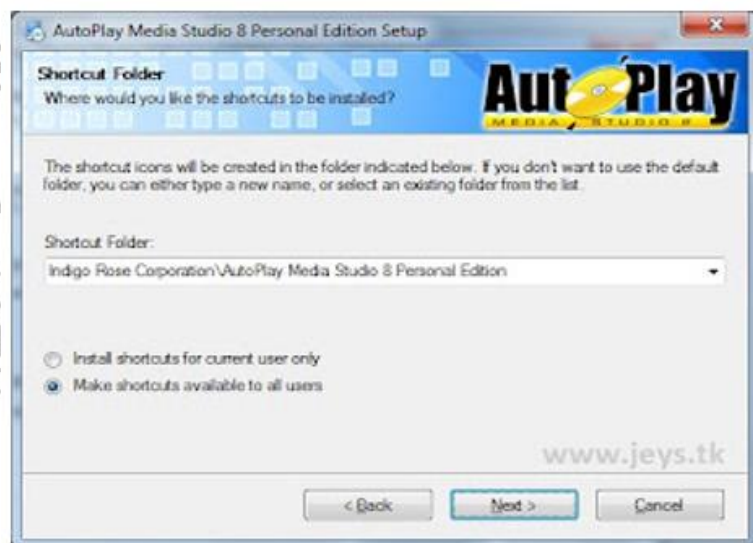 AutoPlay Media Studio 8 Personal Edition Setup
Shortcut Folder
Where would you like the shortcuts to be installed?
AutoPlay
MEDIA STUDIO 8
The shortcut icons will be created in the folder indicated below. If you don't want to use the default
folder, you can either type a new name, or select an existing folder from the list.
Shortcut Folder:
Indigo Rose Corporation\AutoPlay Media Studio 8 Personal Edition
Install shortcuts for current user only
Make shortcuts available to all users
www.jeys.tk
< Back
Next >
Cancel